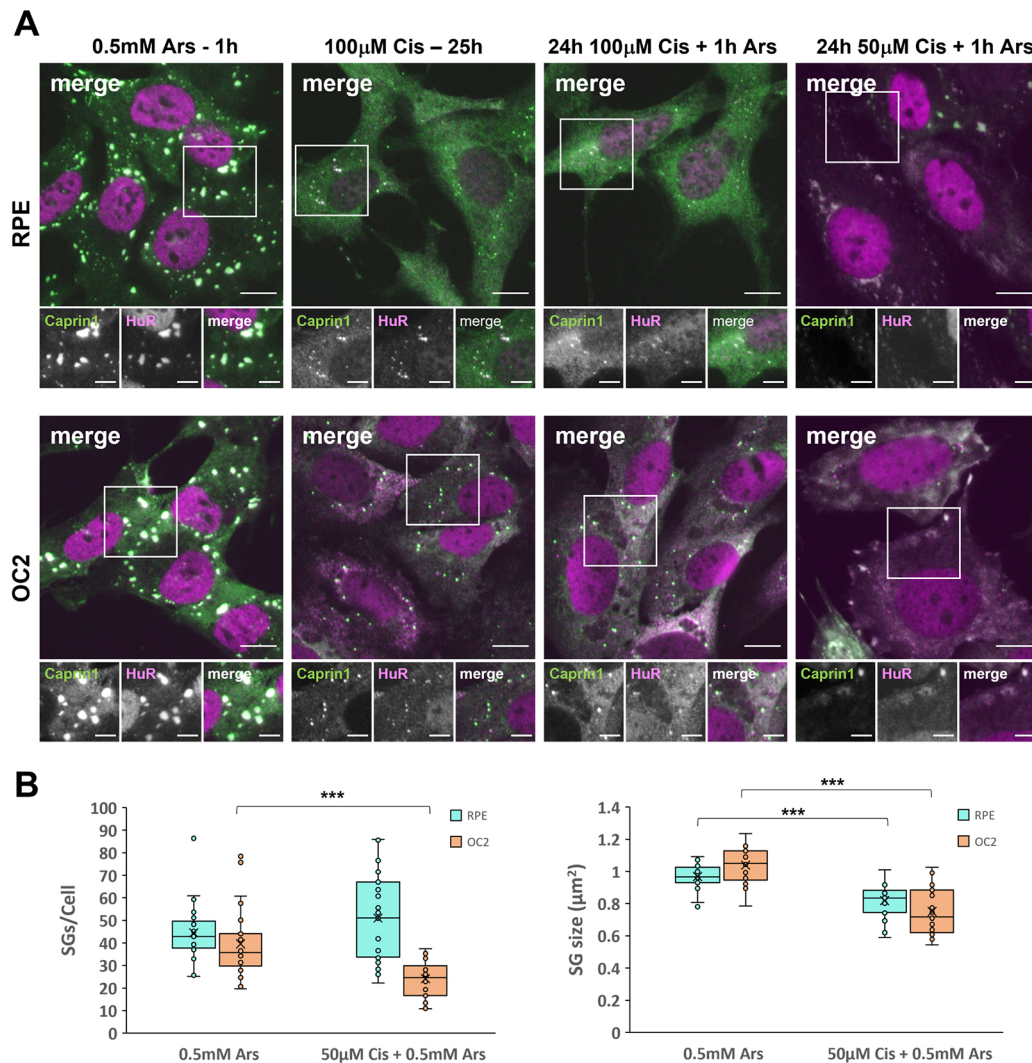 A
0.5mM Ars - 1h
100μM Cis – 25h
24h 100μM Cis + 1h Ars
24h 50μM Cis + 1h Ars
RPE
merge
merge
merge
merge
Caprin1 HuR merge
Caprin1 HuR merge
Caprin1 HuR merge
Caprin1 HuR merge
OC2
merge
merge
merge
merge
Caprin1 HuR merge
Caprin1 HuR merge
Caprin1 HuR merge
Caprin1 HuR merge
B
SGs/Cell
100
90
80
70
60
50
40
30
20
10
0
***
RPE
OC2
0.5mM Ars
50μM Cis + 0.5mM Ars
SG size (μm²)
1.4
1.2
1
0.8
0.6
0.4
0.2
0
***
***
RPE
OC2
0.5mM Ars
50μM Cis + 0.5mM Ars